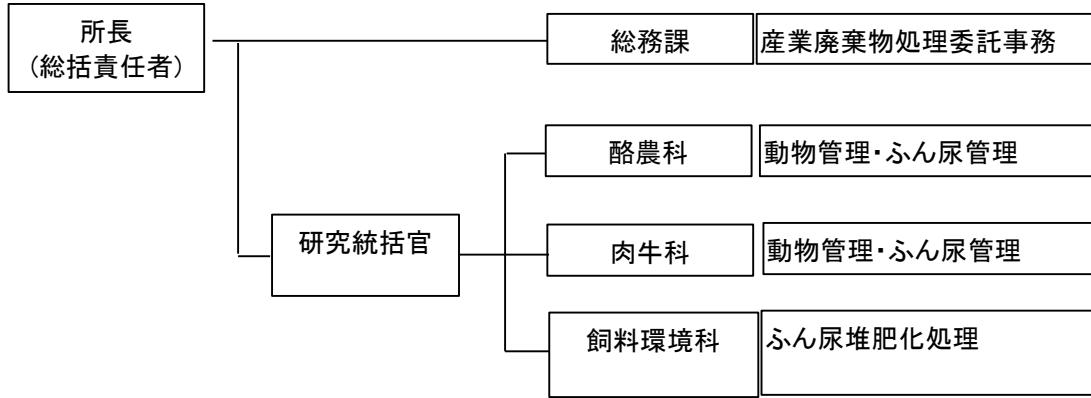 所長
（総括責任者）
総務課
産業廃棄物処理委託事務
酪農科
動物管理・ふん尿管理
研究統括官
肉牛科
動物管理・ふん尿管理
飼料環境科
ふん尿堆肥化処理